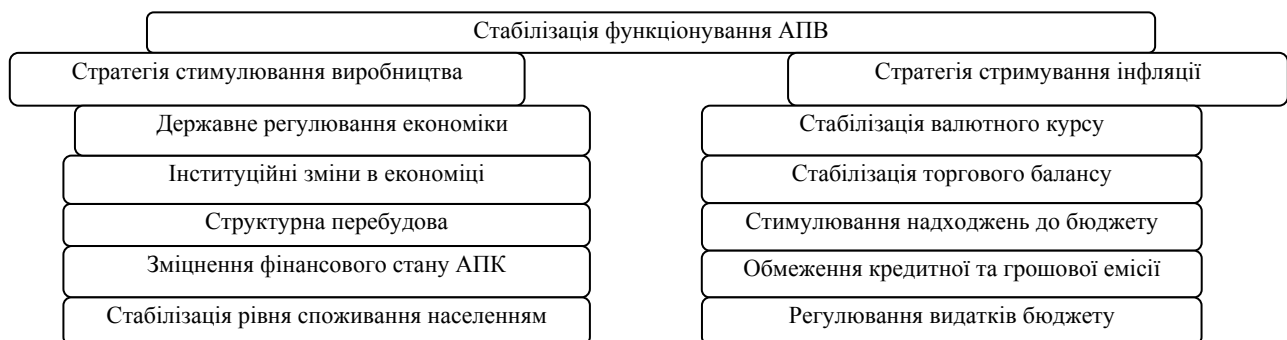 Стабілізація функціонування АПВ
Стратегія стимулювання виробництва
Стратегія стримування інфляції
Державне регулювання економіки
Стабілізація валютного курсу
Інституційні зміни в економіці
Стабілізація торгового балансу
Структурна перебудова
Стимулювання надходжень до бюджету
Зміцнення фінансового стану АПК
Обмеження кредитної та грошової емісії
Стабілізація рівня споживання населенням
Регулювання видатків бюджету